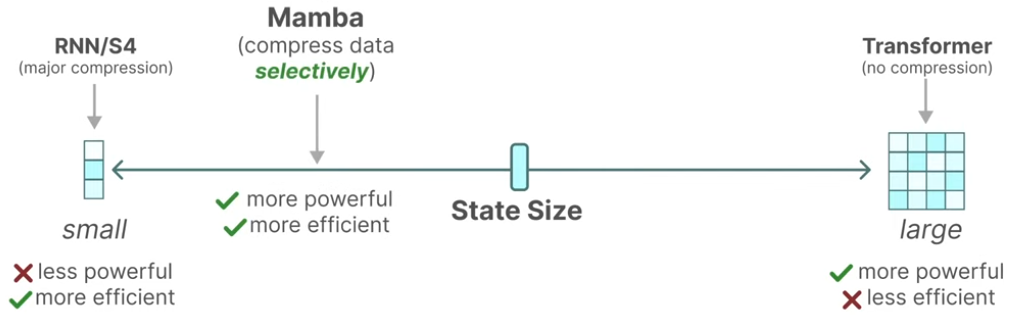 RNN/S4
(major compression)
Mamba
(compress data
selectively)
Transformer
(no compression)
more powerful
more efficient
State Size
small
less powerful
more efficient
large
more powerful
less efficient